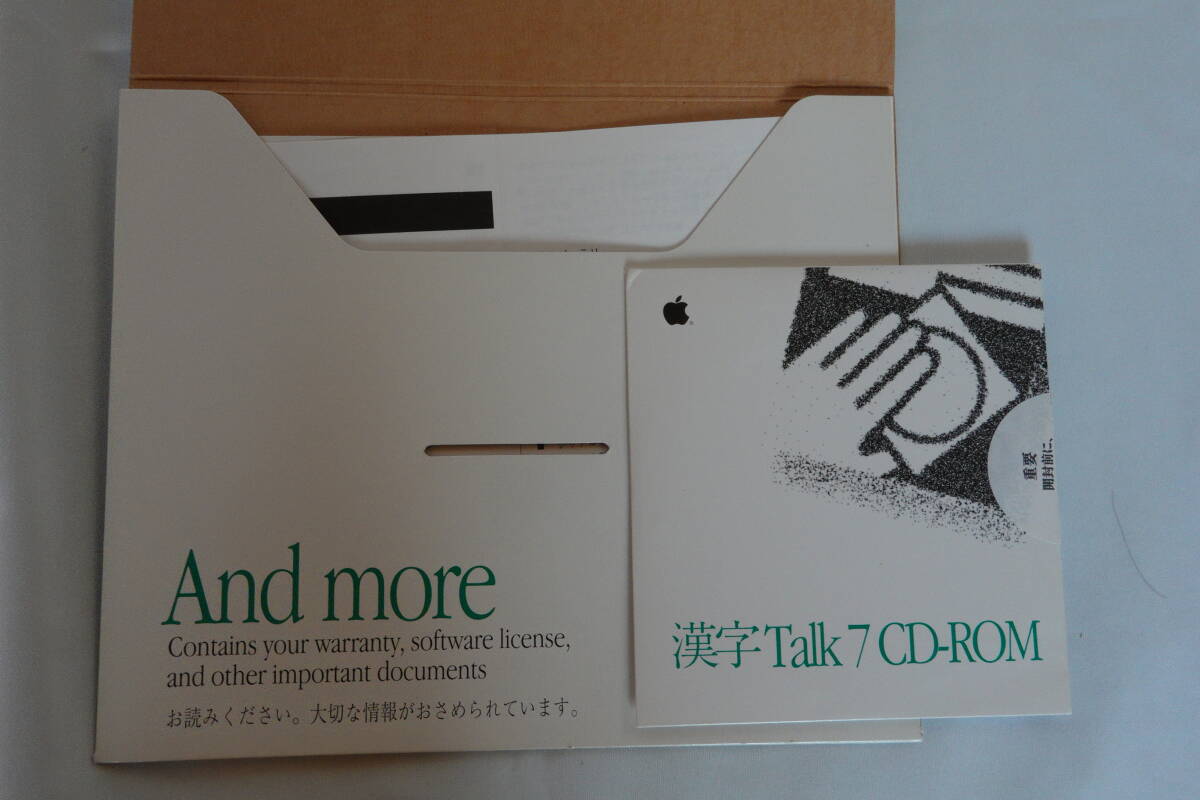 And more
Contains your warranty, software license,
and other important documents
お読みください。大切な情報がおさめられています。
重要
開封前に、
漢字Talk 7 CD-ROM